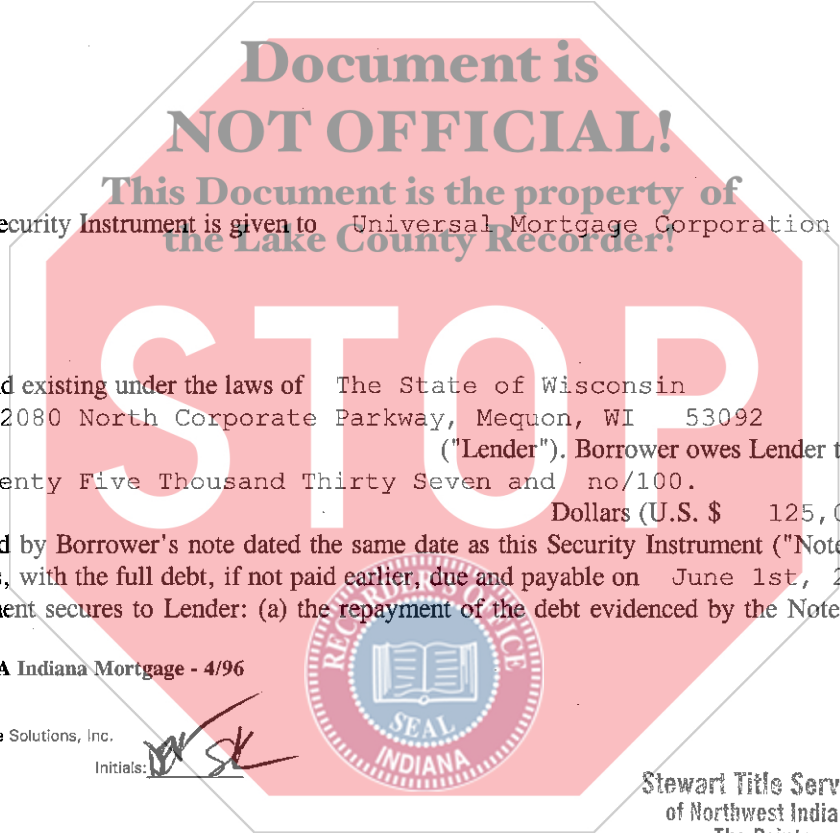 Document is
NOT OFFICIAL!
This Document is the property of
the Lake County Recorder!
ecurity Instrument is given to Universal Mortgage Corporation
STOP
d existing under the laws of The State of Wisconsin
2080 North Corporate Parkway, Mequon, WI 53092
("Lender"). Borrower owes Lender t
enty Five Thousand Thirty Seven and no/100.
Dollars (U.S. $ 125,0
d by Borrower's note dated the same date as this Security Instrument ("Note
s, with the full debt, if not paid earlier, due and payable on June 1st, 2
ent secures to Lender: (a) the repayment of the debt evidenced by the Note
RECORDER'S OFFICE
SEAL
INDIANA
A Indiana Mortgage - 4/96
e Solutions, Inc.
Initials:
Stewart Title Serv
of Northwest India